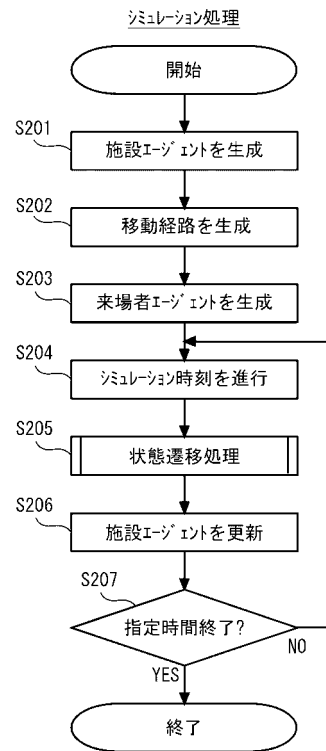 シミュレーション処理
開始
S201
施設エージェントを生成
S202
移動経路を生成
S203
来場者エージェントを生成
S204
シミュレーション時刻を進行
S205
状態遷移処理
S206
施設エージェントを更新
S207
指定時間終了?
NO
YES
終了